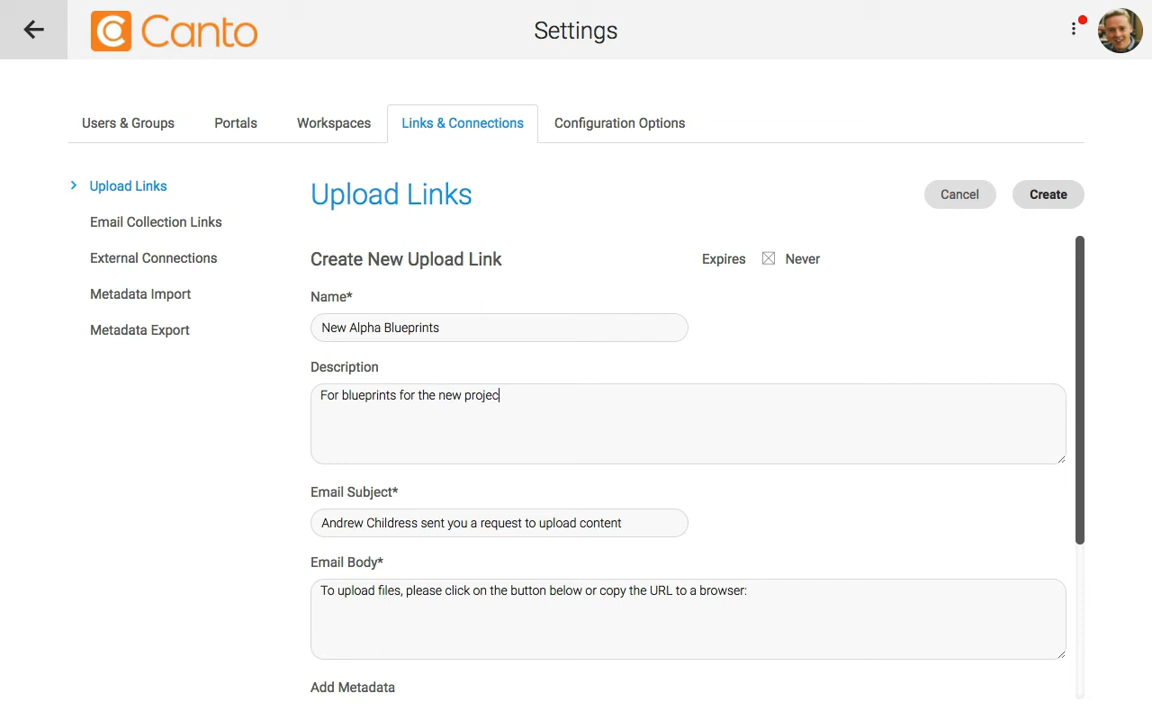 Canto
Settings
Users & Groups
Portals
Workspaces
Links & Connections
Configuration Options
Upload Links
Email Collection Links
External Connections
Metadata Import
Metadata Export
Upload Links
Cancel
Create
Create New Upload Link
Expires
Never
Name*
New Alpha Blueprints
Description
For blueprints for the new projec
Email Subject*
Andrew Childress sent you a request to upload content
Email Body*
To upload files, please click on the button below or copy the URL to a browser:
Add Metadata